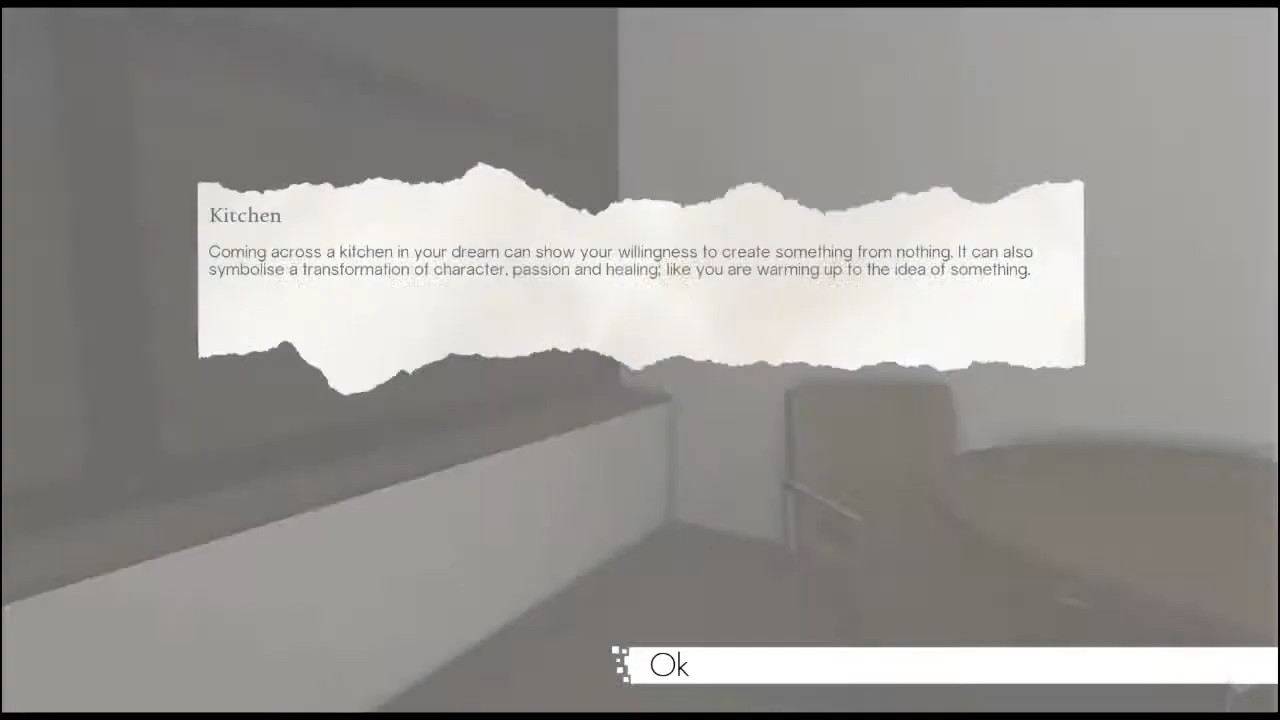 Kitchen
Coming across a kitchen in your dream can show your willingness to create something from nothing. It can also
symbolise a transformation of character, passion and healing; like you are warming up to the idea of something.
Ok